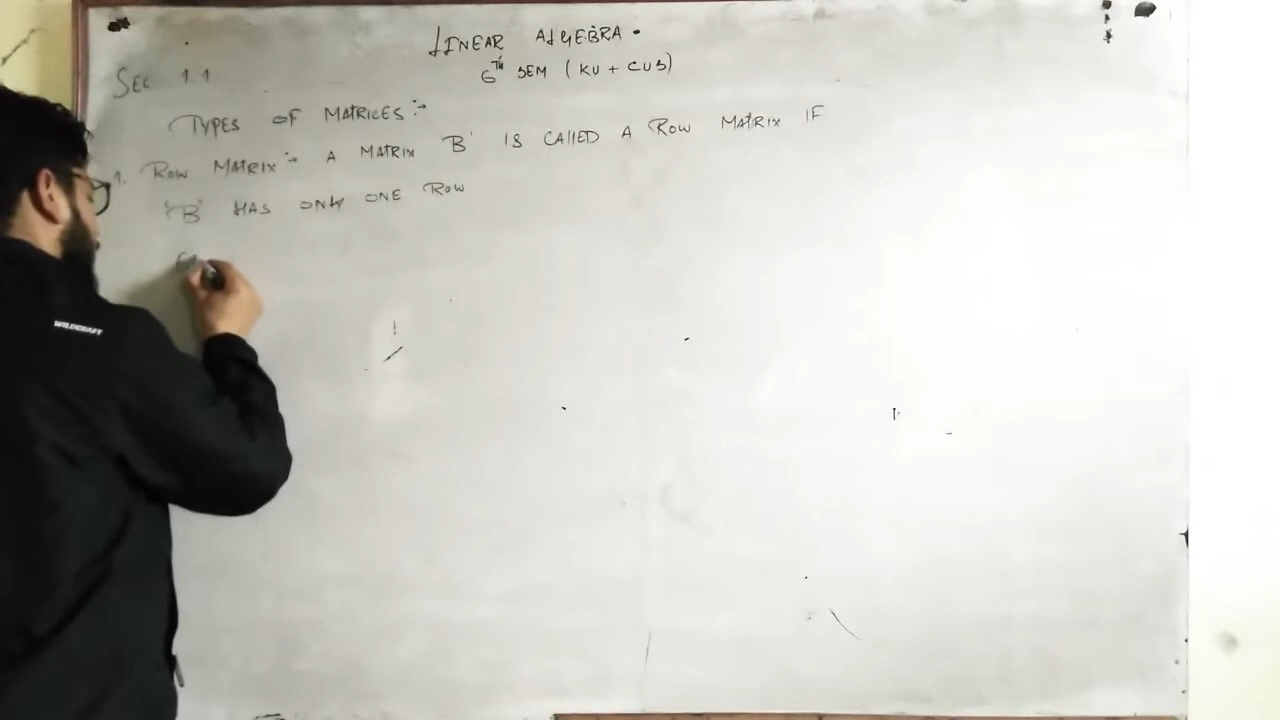 LINEAR ALGEBRA.
6TH SEM (KU + CUS)
SEC 1.1
TYPES OF MATRICES:-
1. ROW MATRIX:- A MATRIX 'B' IS CALLED A ROW MATRIX IF
'B' HAS ONLY ONE ROW
WILDCRAFT